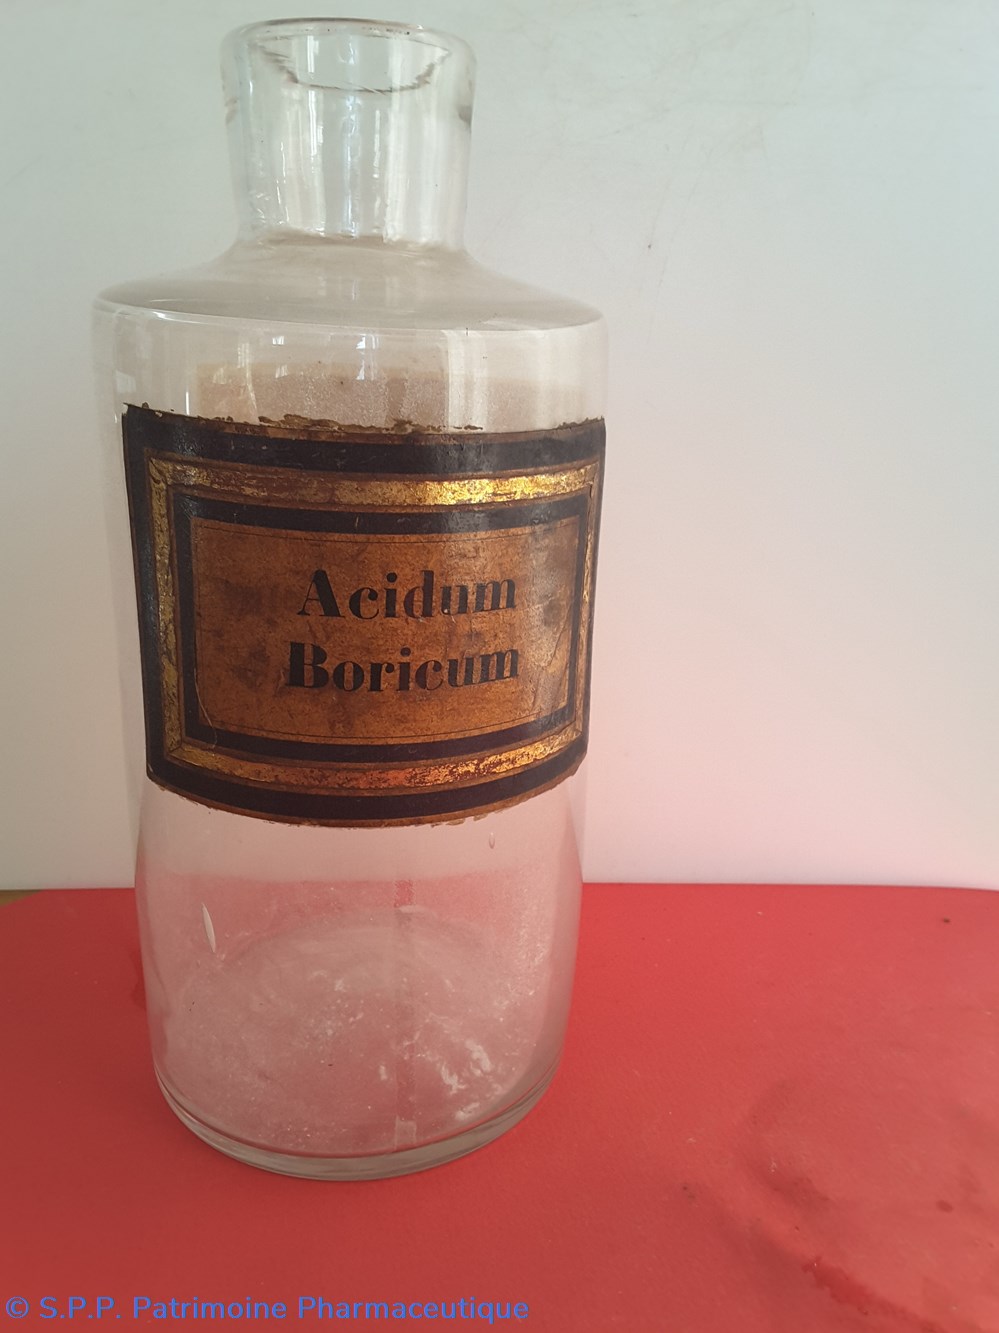 Acidum
Boricum
© S.P.P. Patrimoine Pharmaceutique